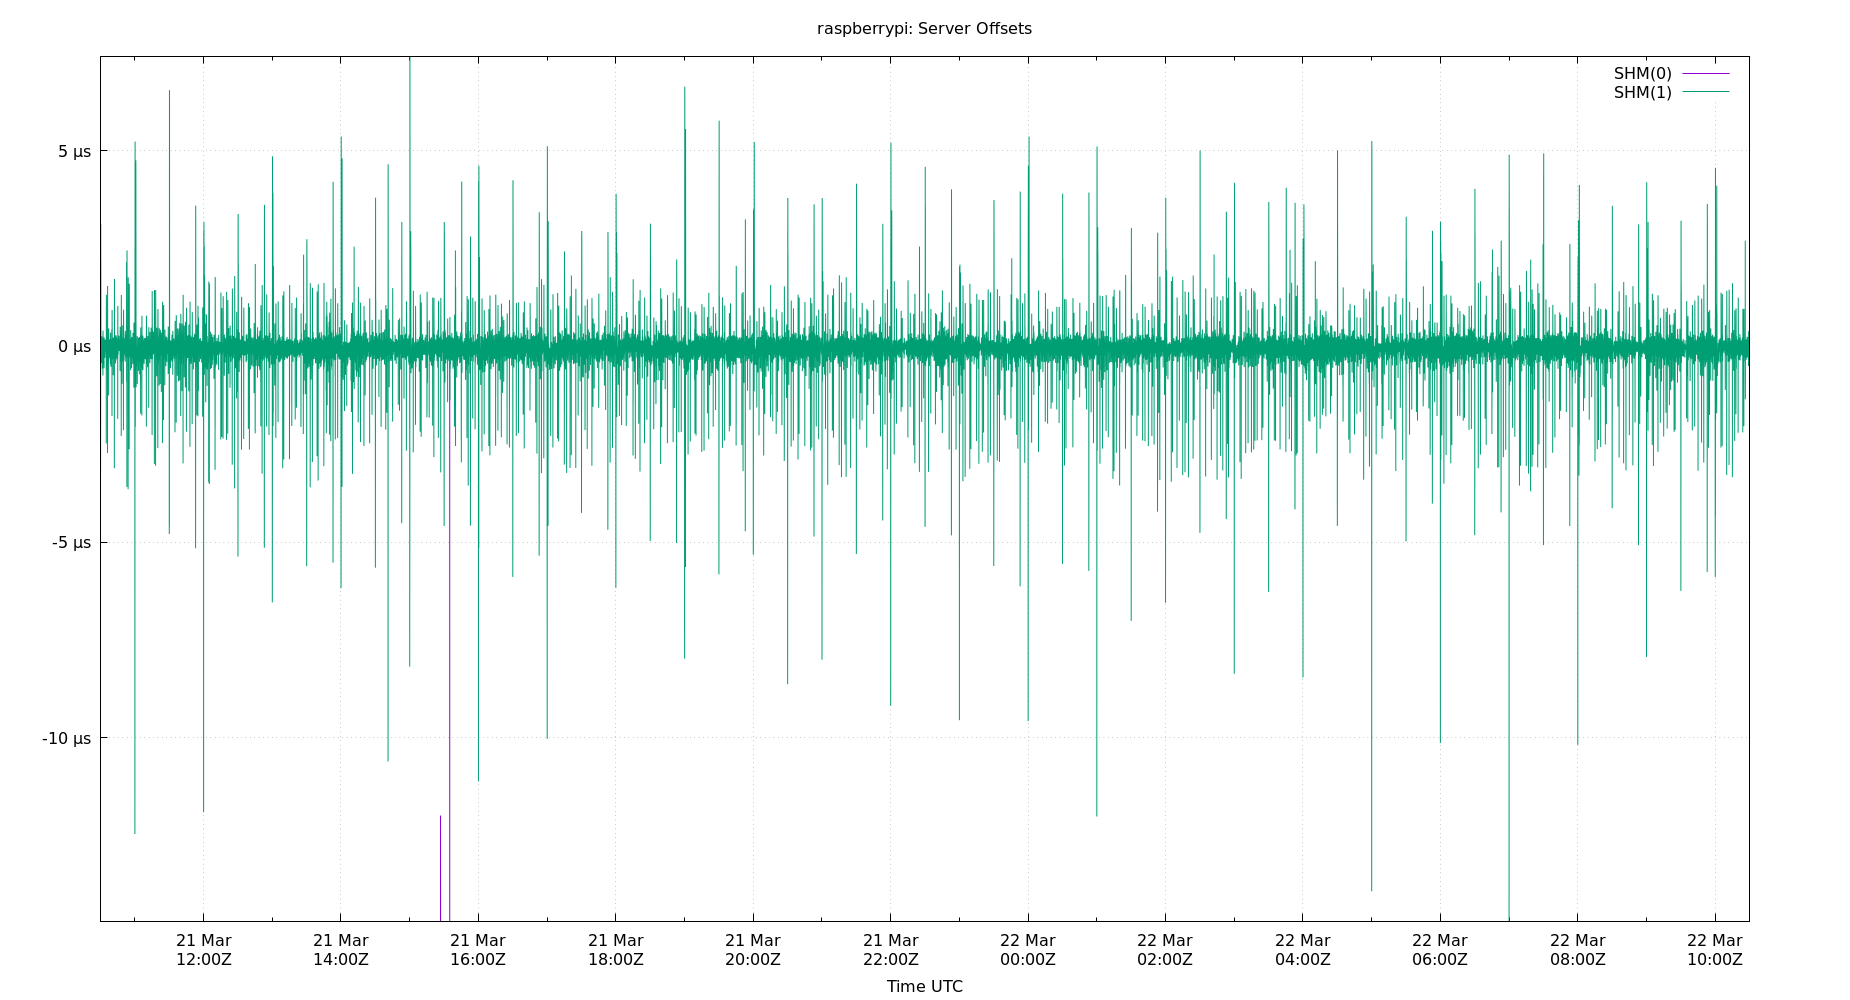 raspberrypi: Server Offsets
SHM(0)
SHM(1)
5 µs
0 µs
-5 µs
-10 µs
21 Mar 21 Mar 21 Mar 21 Mar 21 Mar 21 Mar 22 Mar 22 Mar 22 Mar 22 Mar 22 Mar 22 Mar
12:00Z 14:00Z 16:00Z 18:00Z 20:00Z 22:00Z 00:00Z 02:00Z 04:00Z 06:00Z 08:00Z 10:00Z
Time UTC